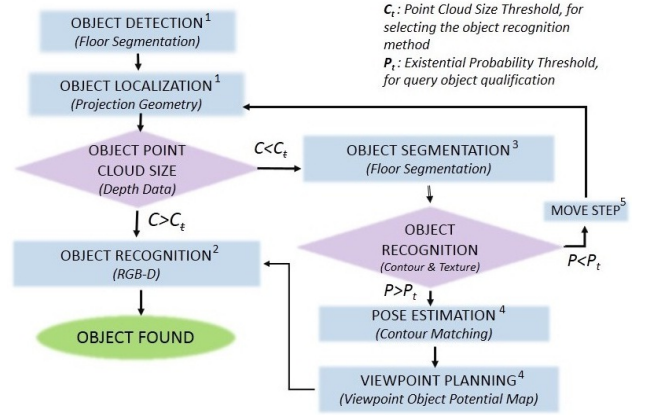 OBJECT DETECTION¹
(Floor Segmentation)
OBJECT LOCALIZATION¹
(Projection Geometry)
Cₜ : Point Cloud Size Threshold, for
selecting the object recognition
method
Pₜ : Existential Probability Threshold,
for query object qualification
OBJECT POINT
CLOUD SIZE
(Depth Data)
C<Cₜ
C>Cₜ
OBJECT SEGMENTATION³
(Floor Segmentation)
MOVE STEP⁵
OBJECT
RECOGNITION
(Contour & Texture)
P<Pₜ
P>Pₜ
OBJECT RECOGNITION²
(RGB-D)
OBJECT FOUND
POSE ESTIMATION⁴
(Contour Matching)
VIEWPOINT PLANNING⁴
(Viewpoint Object Potential Map)